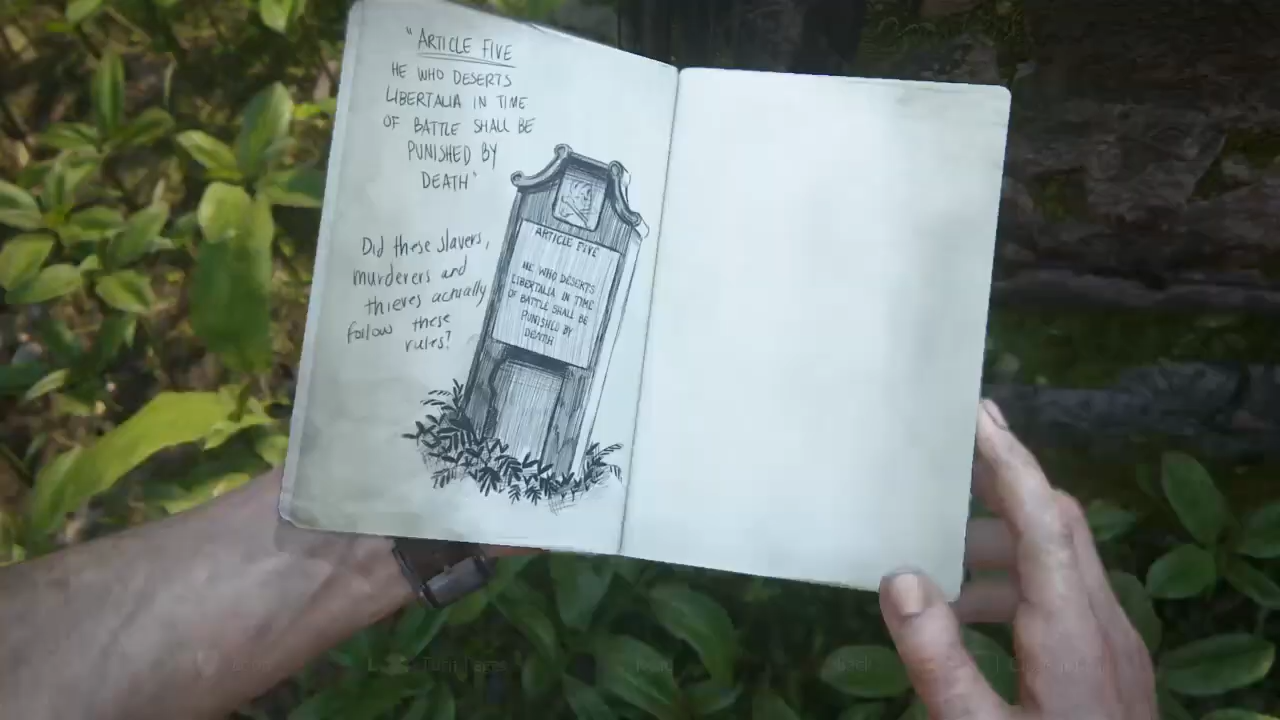 "ARTICLE FIVE
HE WHO DESERTS
LIBERTALIA IN TIME
OF BATTLE SHALL BE
PUNISHED BY
DEATH"
Did these slavers,
murderers and
thieves actually
follow these
rules?
ARTICLE FIVE
HE WHO DESERTS
LIBERTALIA IN TIME
OF BATTLE SHALL BE
PUNISHED BY
DEATH
Turn Pages